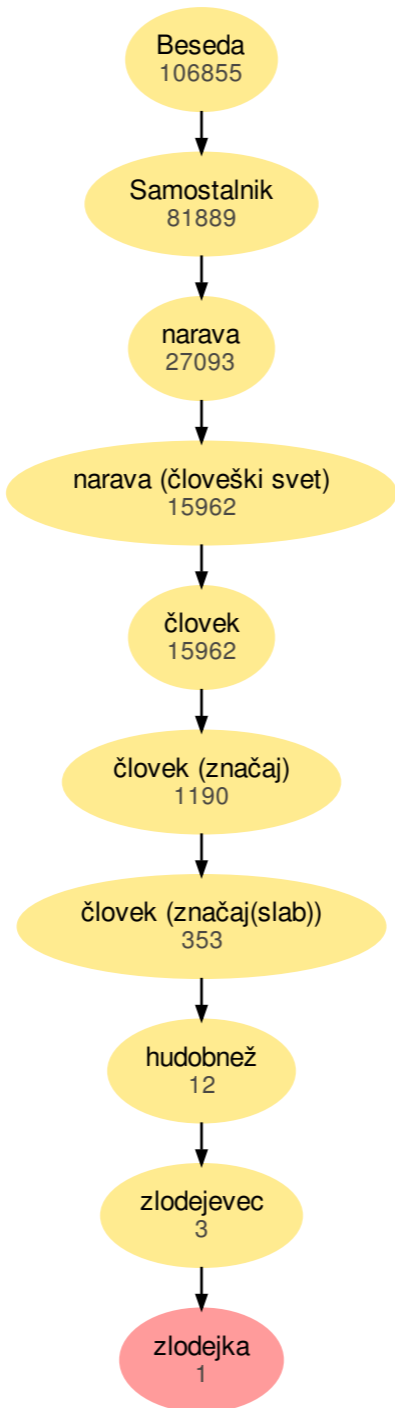 Beseda
106855
Samostalnik
81889
narava
27093
narava (človeški svet)
15962
človek
15962
človek (značaj)
1190
človek (značaj(slab))
353
hudobnež
12
zlodejevec
3
zlodejka
1